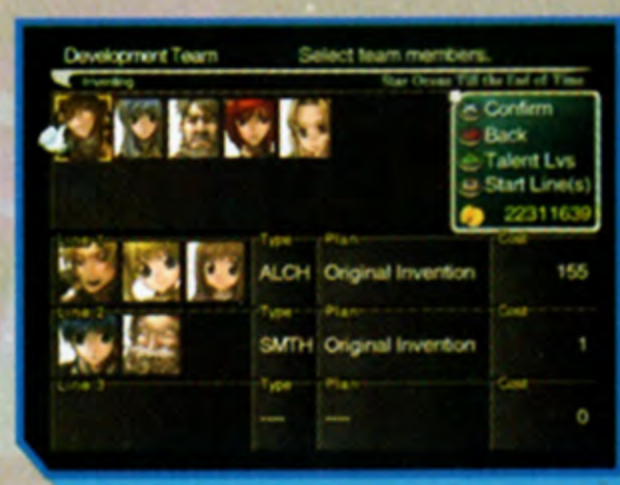 Development Team Select team members.
Inventing Star Ocean Till the End of Time
Confirm
Back
Talent Lvs
Start Line(s)
22311639
Line 1 Type Plan Cost
ALCH Original Invention 155
Line 2 Type Plan Cost
SMTH Original Invention 1
Line 3 Type Plan Cost
---- ---- 0